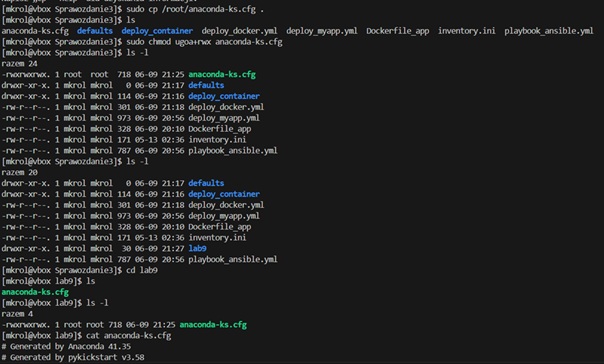 [mkrol@vbox Sprawozdanie3]$ sudo cp /root/anaconda-ks.cfg .
[mkrol@vbox Sprawozdanie3]$ ls
anaconda-ks.cfg defaults deploy_container deploy_docker.yml deploy_myapp.yml Dockerfile_app inventory.ini playbook_ansible.yml
[mkrol@vbox Sprawozdanie3]$ sudo chmod ugoa+rwx anaconda-ks.cfg
[mkrol@vbox Sprawozdanie3]$ ls -l
razem 24
-rwxrwxrwx. 1 root root 718 06-09 21:25 anaconda-ks.cfg
drwxr-xr-x. 1 mkrol mkrol 0 06-09 21:17 defaults
drwxr-xr-x. 1 mkrol mkrol 114 06-09 21:16 deploy_container
-rw-r--r--. 1 mkrol mkrol 301 06-09 21:18 deploy_docker.yml
-rw-r--r--. 1 mkrol mkrol 973 06-09 20:56 deploy_myapp.yml
-rw-r--r--. 1 mkrol mkrol 328 06-09 20:10 Dockerfile_app
-rw-r--r--. 1 mkrol mkrol 171 05-13 02:36 inventory.ini
-rw-r--r--. 1 mkrol mkrol 787 06-09 20:56 playbook_ansible.yml
[mkrol@vbox Sprawozdanie3]$ ls -l
razem 20
drwxr-xr-x. 1 mkrol mkrol 0 06-09 21:17 defaults
drwxr-xr-x. 1 mkrol mkrol 114 06-09 21:16 deploy_container
-rw-r--r--. 1 mkrol mkrol 301 06-09 21:18 deploy_docker.yml
-rw-r--r--. 1 mkrol mkrol 973 06-09 20:56 deploy_myapp.yml
-rw-r--r--. 1 mkrol mkrol 328 06-09 20:10 Dockerfile_app
-rw-r--r--. 1 mkrol mkrol 171 05-13 02:36 inventory.ini
drwxr-xr-x. 1 mkrol mkrol 30 06-09 21:27 lab9
-rw-r--r--. 1 mkrol mkrol 787 06-09 20:56 playbook_ansible.yml
[mkrol@vbox Sprawozdanie3]$ cd lab9
[mkrol@vbox lab9]$ ls
anaconda-ks.cfg
[mkrol@vbox lab9]$ ls -l
razem 4
-rwxrwxrwx. 1 root root 718 06-09 21:25 anaconda-ks.cfg
[mkrol@vbox lab9]$ cat anaconda-ks.cfg
# Generated by Anaconda 41.35
# Generated by pykickstart v3.58